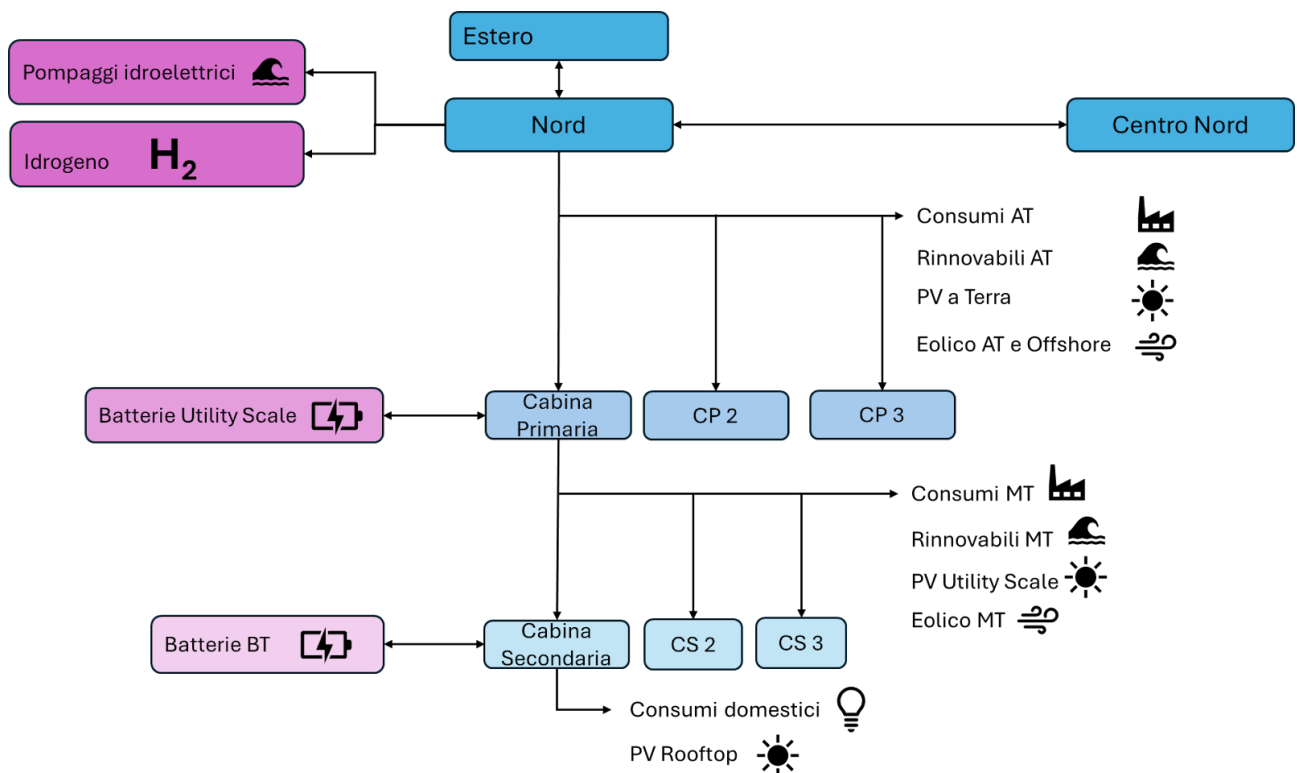 Estero
Pompaggi idroelettrici
Nord
Centro Nord
Idrogeno H₂
Consumi AT
Rinnovabili AT
PV a Terra
Eolico AT e Offshore
Batterie Utility Scale
Cabina
Primaria
CP 2
CP 3
Consumi MT
Rinnovabili MT
PV Utility Scale
Eolico MT
Batterie BT
Cabina
Secondaria
CS 2
CS 3
Consumi domestici
PV Rooftop